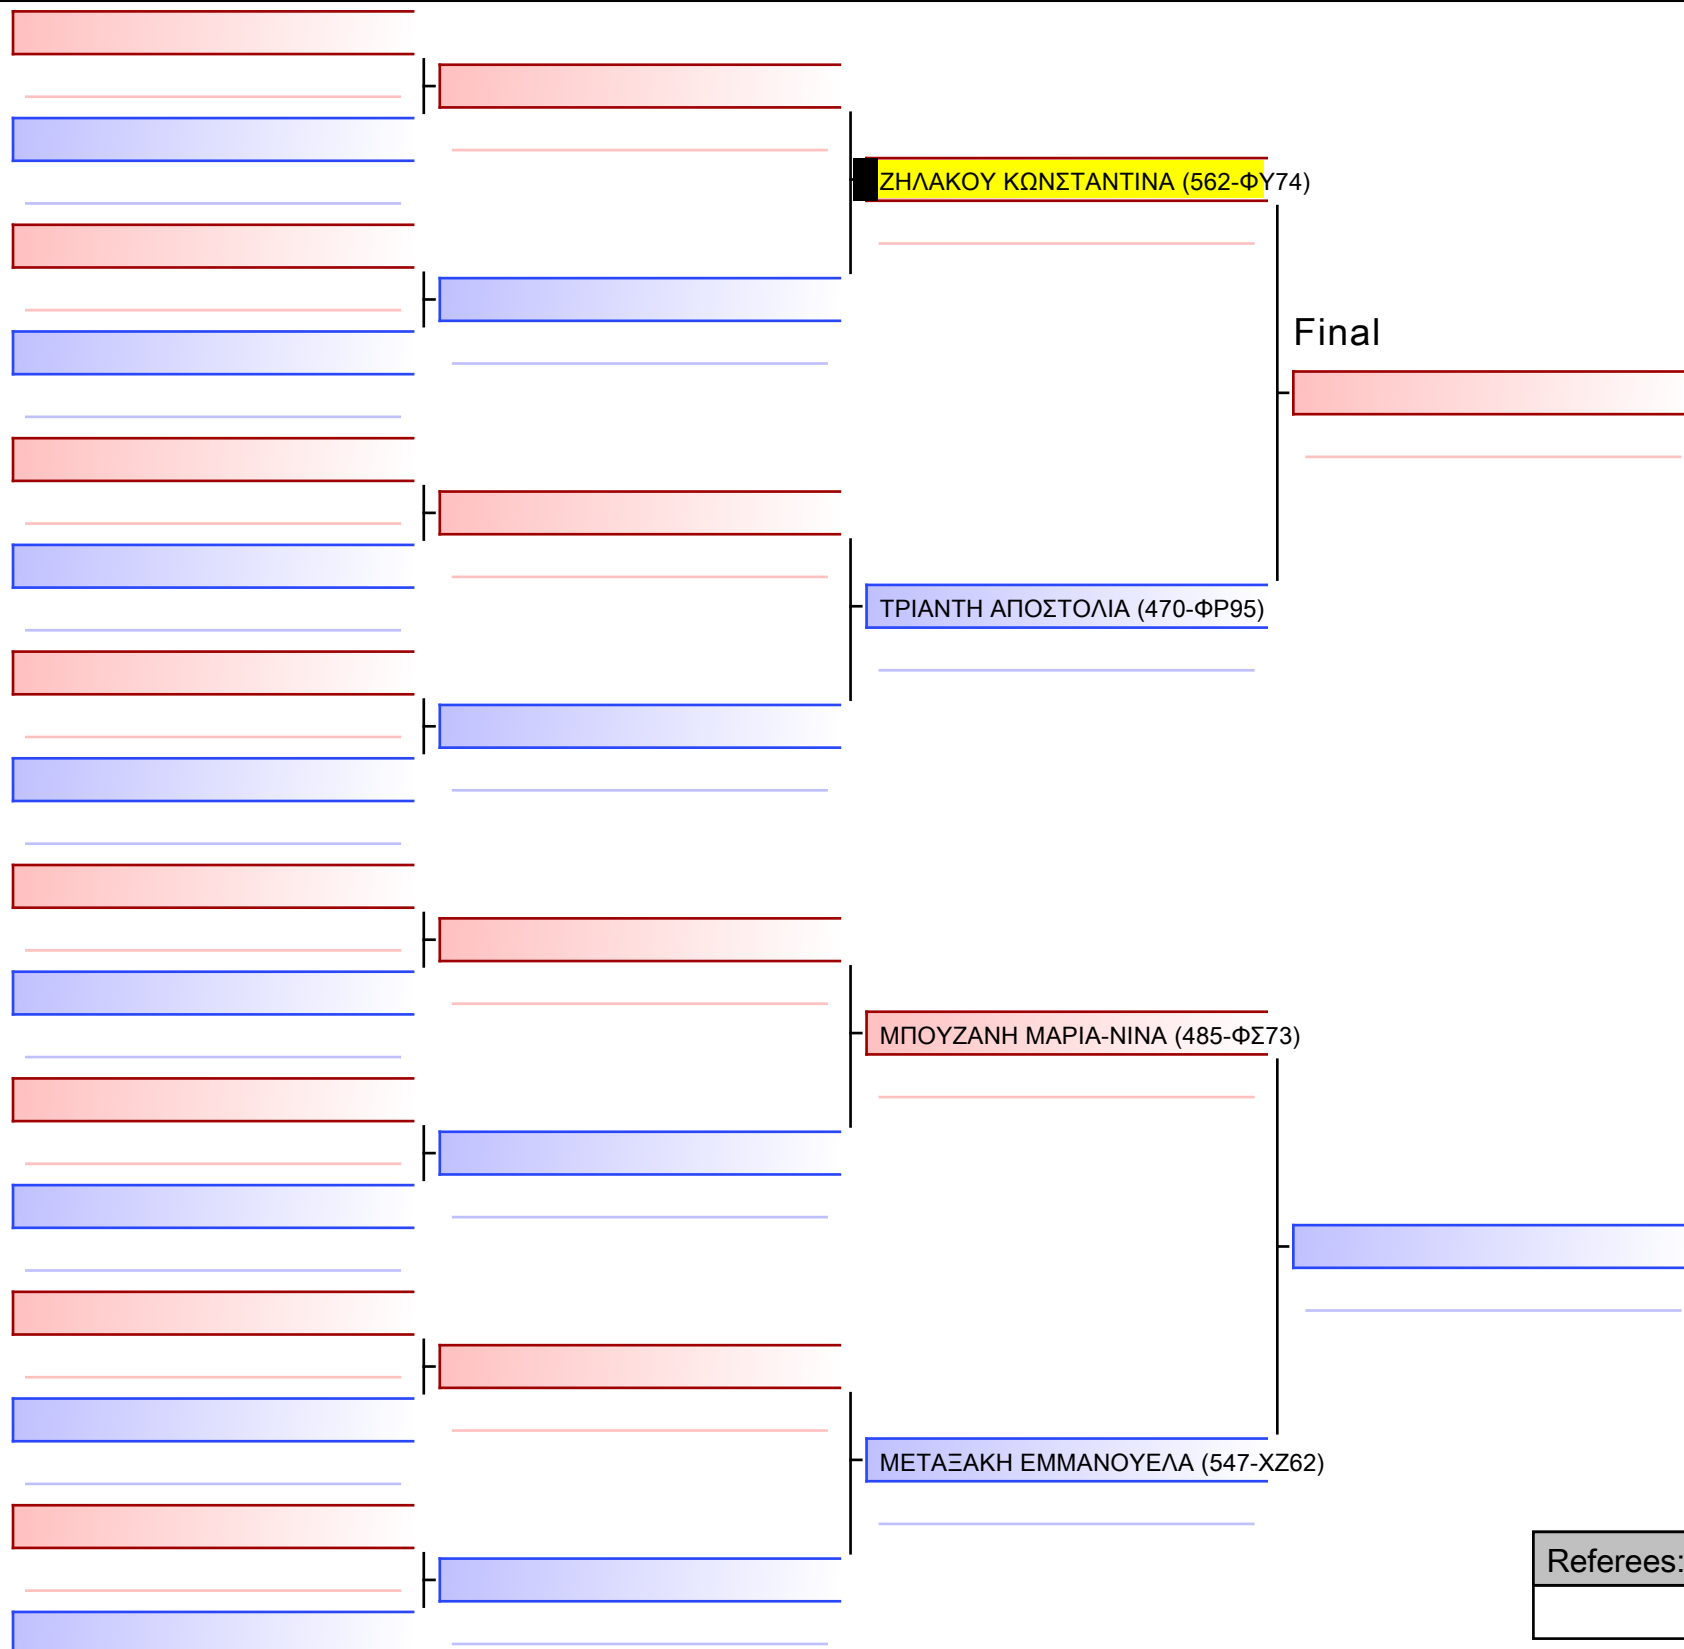 ΖΗΛΑΚΟΥ ΚΩΝΣΤΑΝΤΙΝΑ (562-ΦΥ74)
Final
ΤΡΙΑΝΤΗ ΑΠΟΣΤΟΛΙΑ (470-ΦΡ95)
ΜΠΟΥΖΑΝΗ ΜΑΡΙΑ-ΝΙΝΑ (485-ΦΣ73)
ΜΕΤΑΞΑΚΗ ΕΜΜΑΝΟΥΕΛΑ (547-ΧΖ62)
Referees: